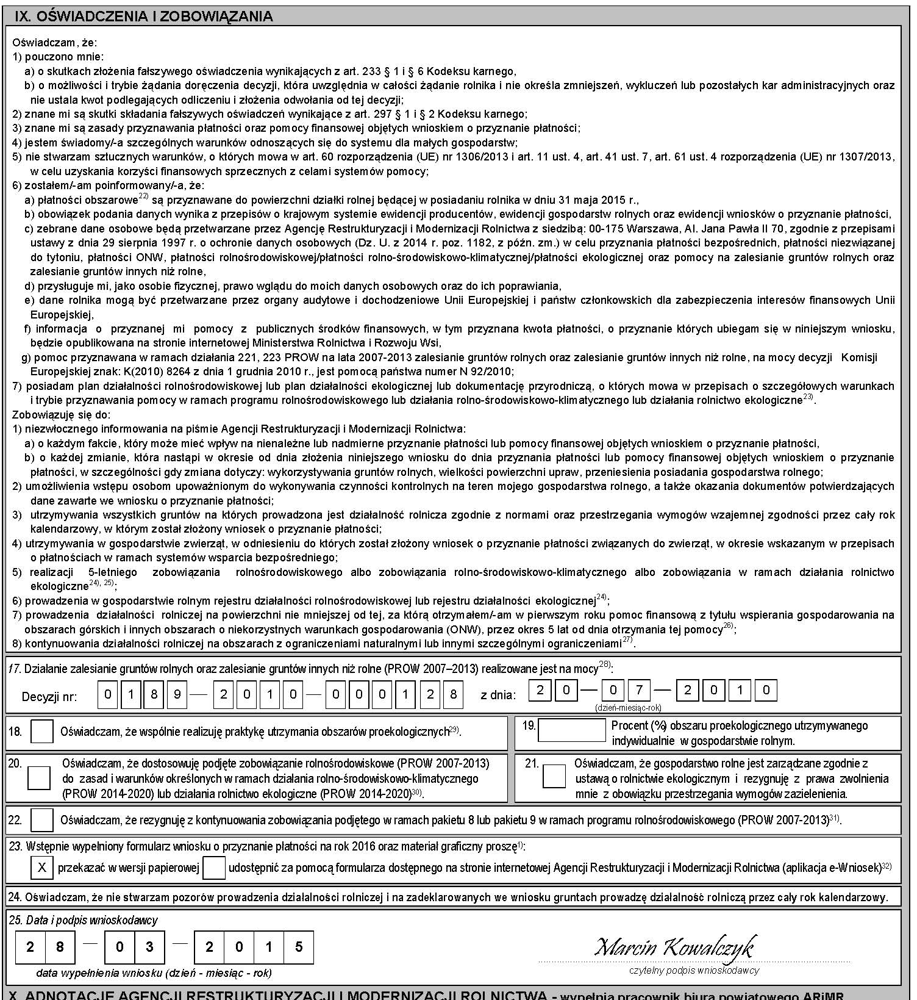 IX. OŚWIADCZENIA I ZOBOWIĄZANIA
Oświadczam, że:
1) pouczono mnie:
a) o skutkach złożenia fałszywego oświadczenia wynikających z art. 233 § 1 i § 6 Kodeksu karnego,
b) o możliwości i trybie żądania doręczenia decyzji, która uwzględnia w całości żądanie rolnika i nie określa zmniejszeń, wykluczeń lub pozostałych kar administracyjnych oraz
nie ustala kwot podlegających odliczeniu i złożenia odwołania od tej decyzji;
2) znane mi są skutki składania fałszywych oświadczeń wynikające z art. 297 § 1 i § 2 Kodeksu karnego;
3) znane mi są zasady przyznawania płatności oraz pomocy finansowej objętych wnioskiem o przyznanie płatności;
4) jestem świadomy/-a szczególnych warunków odnoszących się do systemu dla małych gospodarstw;
5) nie stwarzam sztucznych warunków, o których mowa w art. 60 rozporządzenia (UE) nr 1306/2013 i art. 11 ust. 4, art. 41 ust. 7, art. 61 ust. 4 rozporządzenia (UE) nr 1307/2013,
w celu uzyskania korzyści finansowych sprzecznych z celami systemów pomocy;
6) zostałem/-am poinformowany/-a, że:
a) płatności obszarowe22) są przyznawane do powierzchni działki rolnej będącej w posiadaniu rolnika w dniu 31 maja 2015 r.,
b) obowiązek podania danych wynika z przepisów o krajowym systemie ewidencji producentów, ewidencji gospodarstw rolnych oraz ewidencji wniosków o przyznanie płatności,
c) zebrane dane osobowe będą przetwarzane przez Agencję Restrukturyzacji i Modernizacji Rolnictwa z siedzibą: 00-175 Warszawa, Al. Jana Pawła II 70, zgodnie z przepisami
ustawy z dnia 29 sierpnia 1997 r. o ochronie danych osobowych (Dz. U. z 2014 r. poz. 1182, z późn. zm.) w celu przyznania płatności bezpośrednich, płatności niezwiązanej
do tytoniu, płatności ONW, płatności rolnośrodowiskowej/płatności rolno-środowiskowo-klimatycznej/płatności ekologicznej oraz pomocy na zalesianie gruntów rolnych oraz
zalesianie gruntów innych niż rolne,
d) przysługuje mi, jako osobie fizycznej, prawo wglądu do moich danych osobowych oraz do ich poprawiania,
e) dane rolnika mogą być przetwarzane przez organy audytowe i dochodzeniowe Unii Europejskiej i państw członkowskich dla zabezpieczenia interesów finansowych Unii
Europejskiej,
f) informacja o przyznanej mi pomocy z publicznych środków finansowych, w tym przyznana kwota płatności, o przyznanie których ubiegam się w niniejszym wniosku,
będzie opublikowana na stronie internetowej Ministerstwa Rolnictwa i Rozwoju Wsi,
g) pomoc przyznawana w ramach działania 221, 223 PROW na lata 2007-2013 zalesianie gruntów rolnych oraz zalesianie gruntów innych niż rolne, na mocy decyzji Komisji
Europejskiej znak: K(2010) 8264 z dnia 1 grudnia 2010 r., jest pomocą państwa numer N 92/2010;
7) posiadam plan działalności rolnośrodowiskowej lub plan działalności ekologicznej lub dokumentację przyrodniczą, o których mowa w przepisach o szczegółowych warunkach
i trybie przyznawania pomocy w ramach programu rolnośrodowiskowego lub działania rolno-środowiskowo-klimatycznego lub działania rolnictwo ekologiczne23).
Zobowiązuję się do:
1) niezwłocznego informowania na piśmie Agencji Restrukturyzacji i Modernizacji Rolnictwa:
a) o każdym fakcie, który może mieć wpływ na nienależne lub nadmierne przyznanie płatności lub pomocy finansowej objętych wnioskiem o przyznanie płatności,
b) o każdej zmianie, która nastąpi w okresie od dnia złożenia niniejszego wniosku do dnia przyznania płatności lub pomocy finansowej objętych wnioskiem o przyznanie
płatności, w szczególności gdy zmiana dotyczy: wykorzystywania gruntów rolnych, wielkości powierzchni upraw, przeniesienia posiadania gospodarstwa rolnego;
2) umożliwienia wstępu osobom upoważnionym do wykonywania czynności kontrolnych na teren mojego gospodarstwa rolnego, a także okazania dokumentów potwierdzających
dane zawarte we wniosku o przyznanie płatności;
3) utrzymywania wszystkich gruntów na których prowadzona jest działalność rolnicza zgodnie z normami oraz przestrzegania wymogów wzajemnej zgodności przez cały rok
kalendarzowy, w którym został złożony wniosek o przyznanie płatności;
4) utrzymywania w gospodarstwie zwierząt, w odniesieniu do których został złożony wniosek o przyznanie płatności związanych do zwierząt, w okresie wskazanym w przepisach
o płatnościach w ramach systemów wsparcia bezpośredniego;
5) realizacji 5-letniego zobowiązania rolnośrodowiskowego albo zobowiązania rolno-środowiskowo-klimatycznego albo zobowiązania w ramach działania rolnictwo
ekologiczne24), 25);
6) prowadzenia w gospodarstwie rolnym rejestru działalności rolnośrodowiskowej lub rejestru działalności ekologicznej24);
7) prowadzenia działalności rolniczej na powierzchni nie mniejszej od tej, za którą otrzymałem/-am w pierwszym roku pomoc finansową z tytułu wspierania gospodarowania na
obszarach górskich i innych obszarach o niekorzystnych warunkach gospodarowania (ONW), przez okres 5 lat od dnia otrzymania tej pomocy26);
8) kontynuowania działalności rolniczej na obszarach z ograniczeniami naturalnymi lub innymi szczególnymi ograniczeniami27).
17. Działanie zalesianie gruntów rolnych oraz zalesianie gruntów innych niż rolne (PROW 2007–2013) realizowane jest na mocy28):
Decyzji nr: 0 1 8 9 — 2 0 1 0 — 0 0 0 1 2 8 z dnia: 2 0 — 0 7 — 2 0 1 0
(dzień-miesiąc-rok)
18. Oświadczam, że wspólnie realizuję praktykę utrzymania obszarów proekologicznych29).
19. Procent (%) obszaru proekologicznego utrzymywanego
indywidualnie w gospodarstwie rolnym.
20. Oświadczam, że dostosowuję podjęte zobowiązanie rolnośrodowiskowe (PROW 2007-2013)
do zasad i warunków określonych w ramach działania rolno-środowiskowo-klimatycznego
(PROW 2014-2020) lub działania rolnictwo ekologiczne (PROW 2014-2020)30).
21. Oświadczam, że gospodarstwo rolne jest zarządzane zgodnie z
ustawą o rolnictwie ekologicznym i rezygnuję z prawa zwolnienia
mnie z obowiązku przestrzegania wymogów zazielenienia.
22. Oświadczam, że rezygnuję z kontynuowania zobowiązania podjętego w ramach pakietu 8 lub pakietu 9 w ramach programu rolnośrodowiskowego (PROW 2007-2013)31).
23. Wstępnie wypełniony formularz wniosku o przyznanie płatności na rok 2016 oraz materiał graficzny proszę1):
X przekazać w wersji papierowej udostępnić za pomocą formularza dostępnego na stronie internetowej Agencji Restrukturyzacji i Modernizacji Rolnictwa (aplikacja e-Wniosek)32)
24. Oświadczam, że nie stwarzam pozorów prowadzenia działalności rolniczej i na zadeklarowanych we wniosku gruntach prowadzę działalność rolniczą przez cały rok kalendarzowy.
25. Data i podpis wnioskodawcy
2 8 — 0 3 — 2 0 1 5
Marcin Kowalczyk
data wypełnienia wniosku (dzień - miesiąc - rok)
czytelny podpis wnioskodawcy
X. ADNOTACJE AGENCJI RESTRUKTURYZACJI I MODERNIZACJI ROLNICTWA - wypełnia pracownik biura powiatowego ARiMR